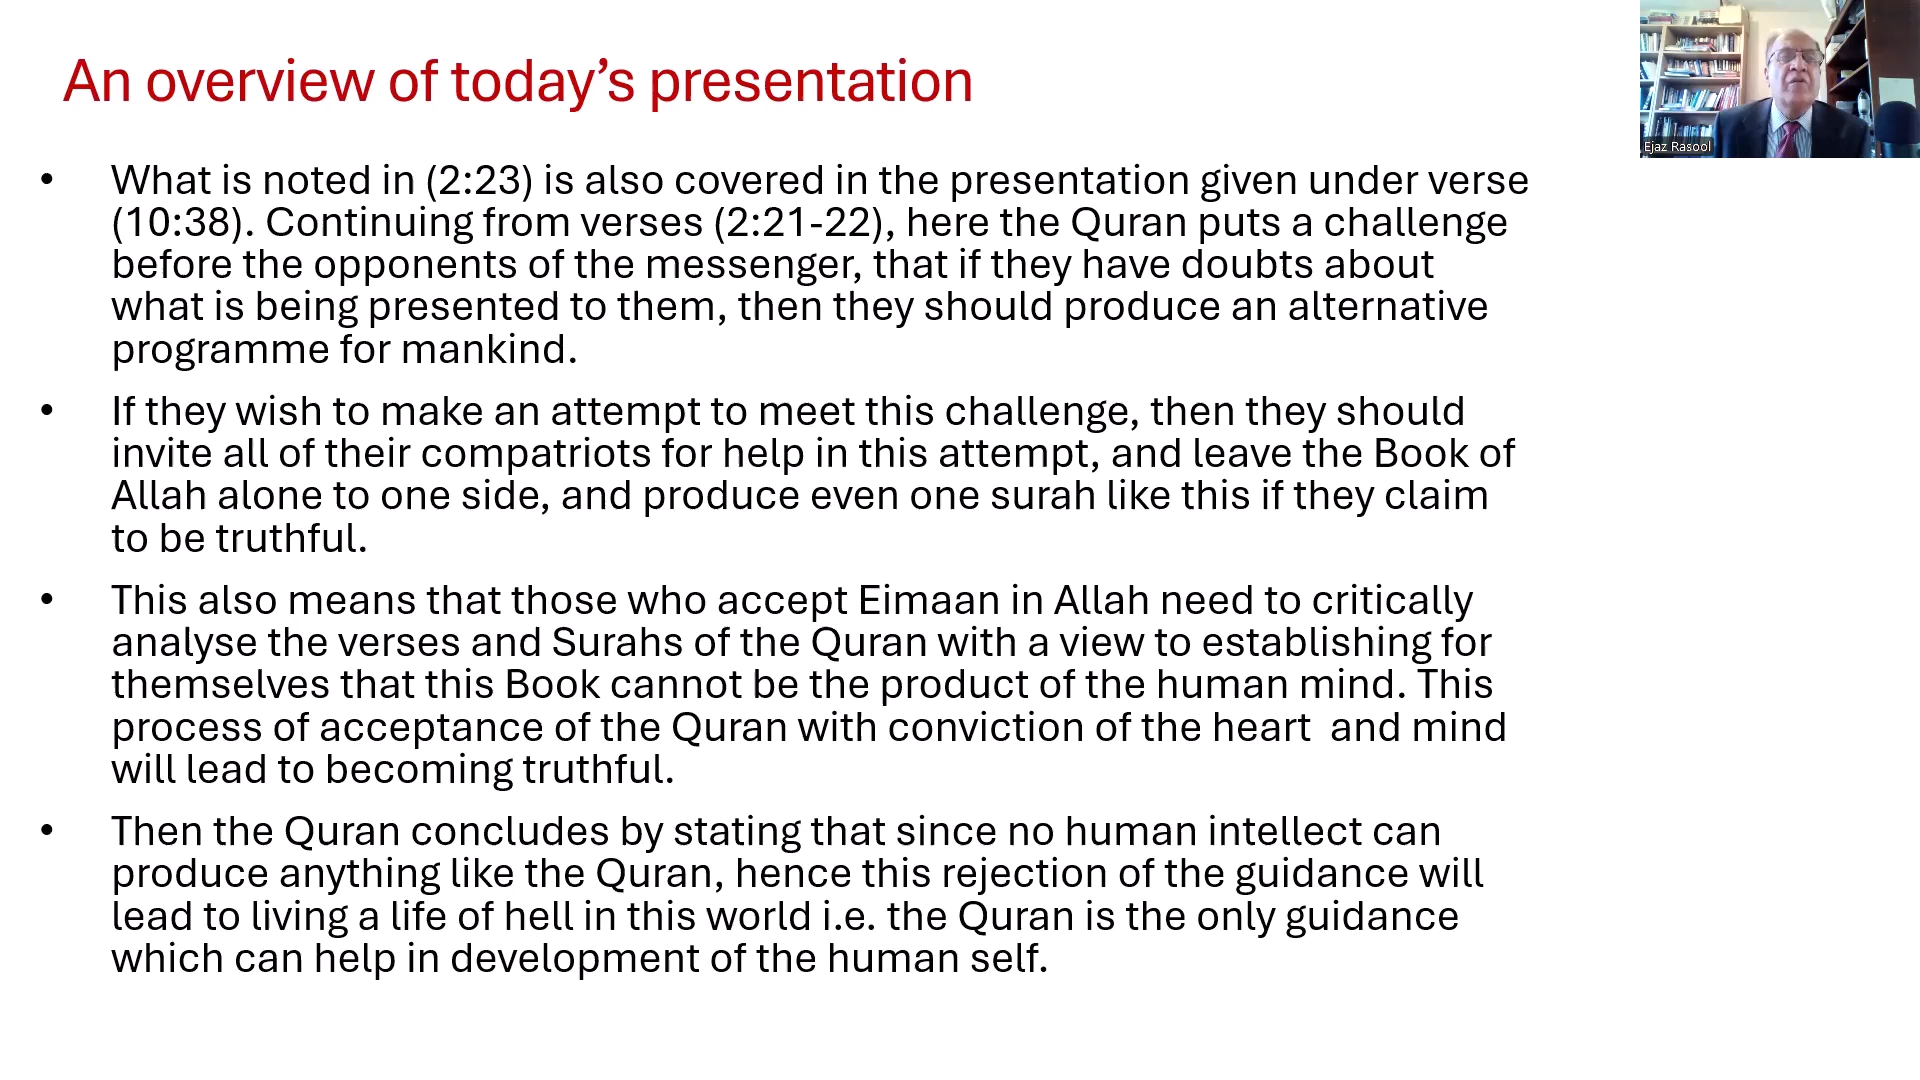 An overview of today’s presentation
Ejaz Rasool
• What is noted in (2:23) is also covered in the presentation given under verse
(10:38). Continuing from verses (2:21-22), here the Quran puts a challenge
before the opponents of the messenger, that if they have doubts about
what is being presented to them, then they should produce an alternative
programme for mankind.
• If they wish to make an attempt to meet this challenge, then they should
invite all of their compatriots for help in this attempt, and leave the Book of
Allah alone to one side, and produce even one surah like this if they claim
to be truthful.
• This also means that those who accept Eimaan in Allah need to critically
analyse the verses and Surahs of the Quran with a view to establishing for
themselves that this Book cannot be the product of the human mind. This
process of acceptance of the Quran with conviction of the heart  and mind
will lead to becoming truthful.
• Then the Quran concludes by stating that since no human intellect can
produce anything like the Quran, hence this rejection of the guidance will
lead to living a life of hell in this world i.e. the Quran is the only guidance
which can help in development of the human self.